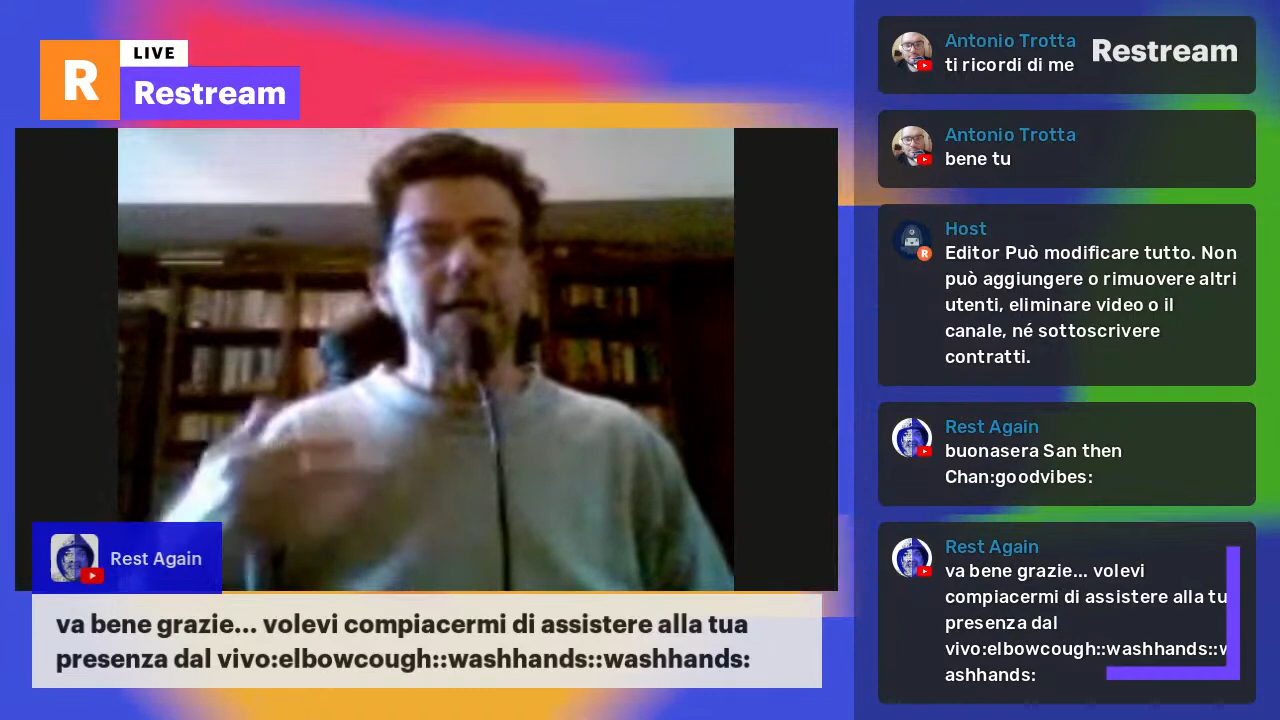 R
LIVE
Restream
Rest Again
va bene grazie... volevi compiacermi di assistere alla tua
presenza dal vivo:elbowcough::washhands::washhands:
Restream
Antonio Trotta
ti ricordi di me
Antonio Trotta
bene tu
Host
Editor Può modificare tutto. Non
può aggiungere o rimuovere altri
utenti, eliminare video o il
canale, né sottoscrivere
contratti.
Rest Again
buonasera San then
Chan:goodvibes:
Rest Again
va bene grazie... volevi
compiacermi di assistere alla tu
presenza dal
vivo:elbowcough::washhands::w
ashhands: